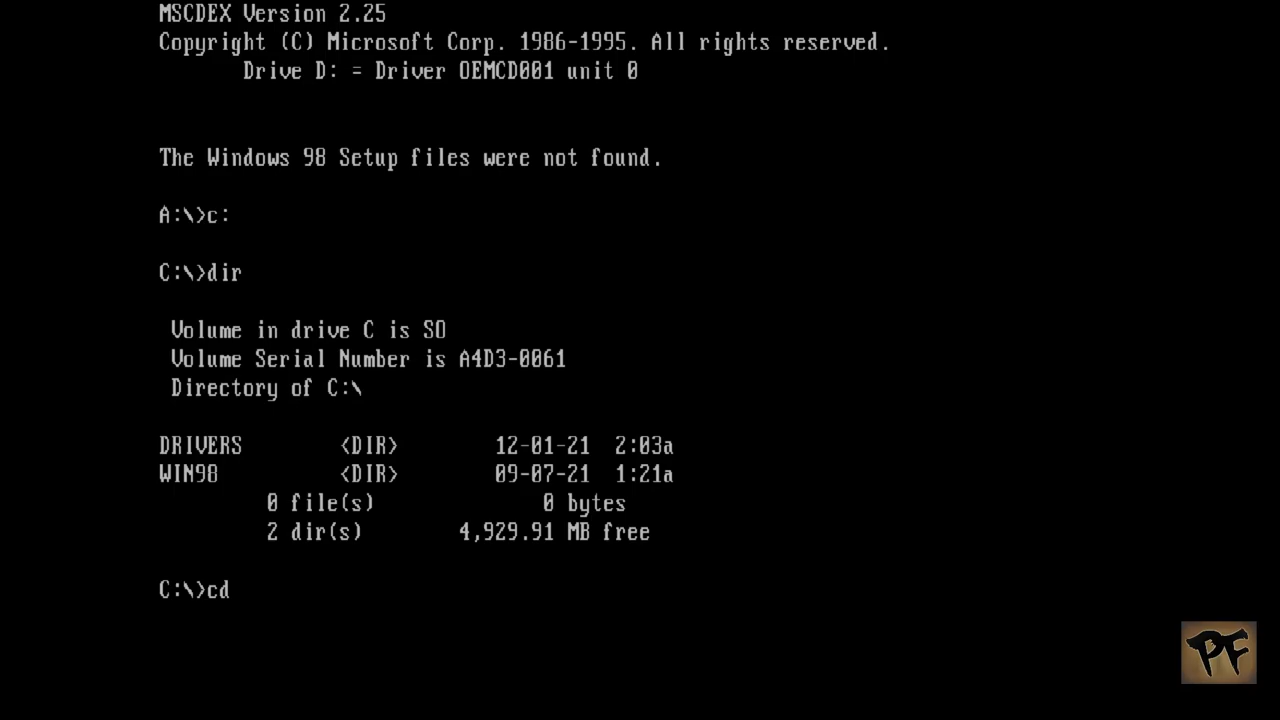 MSCDEX Version 2.25
Copyright (C) Microsoft Corp. 1986-1995. All rights reserved.
Drive D: = Driver OEMCD001 unit 0
The Windows 98 Setup files were not found.
A:\>c:
C:\>dir
Volume in drive C is SO
Volume Serial Number is A4D3-0061
Directory of C:\
DRIVERS <DIR> 12-01-21 2:03a
WIN98 <DIR> 09-07-21 1:21a
0 file(s) 0 bytes
2 dir(s) 4,929.91 MB free
C:\>cd
PF